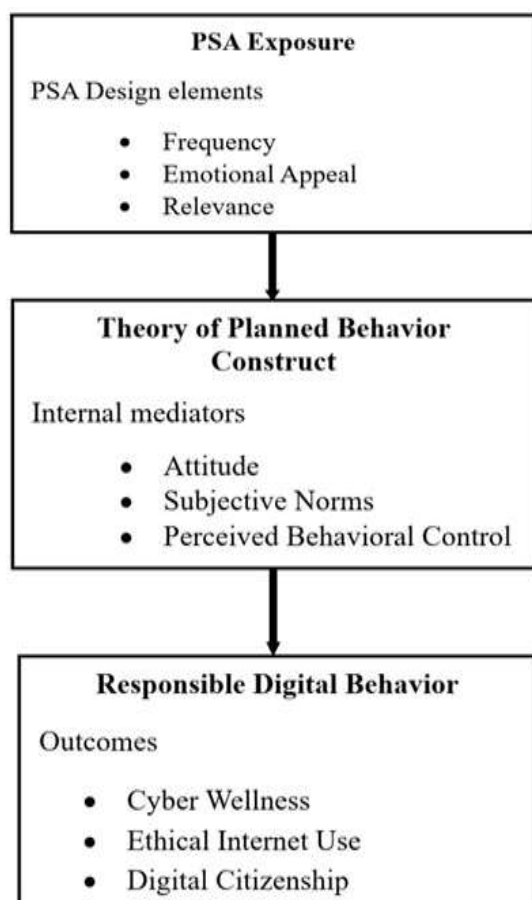 PSA Exposure
PSA Design elements
• Frequency
• Emotional Appeal
• Relevance
Theory of Planned Behavior
Construct
Internal mediators
• Attitude
• Subjective Norms
• Perceived Behavioral Control
Responsible Digital Behavior
Outcomes
• Cyber Wellness
• Ethical Internet Use
• Digital Citizenship